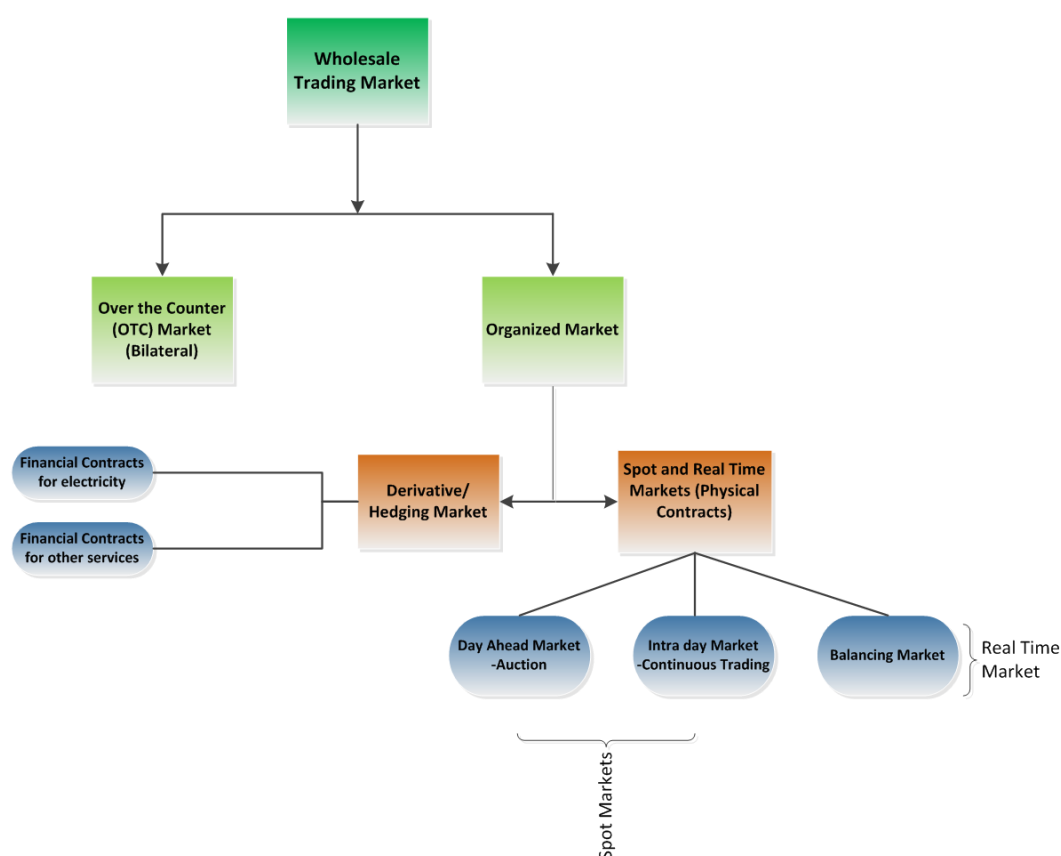 Wholesale
Trading Market
Over the Counter
(OTC) Market
(Bilateral)
Organized Market
Financial Contracts
for electricity
Financial Contracts
for other services
Derivative/
Hedging Market
Spot and Real Time
Markets (Physical
Contracts)
Day Ahead Market
-Auction
Intra day Market
-Continuous Trading
Balancing Market
Real Time
Market
Spot Markets